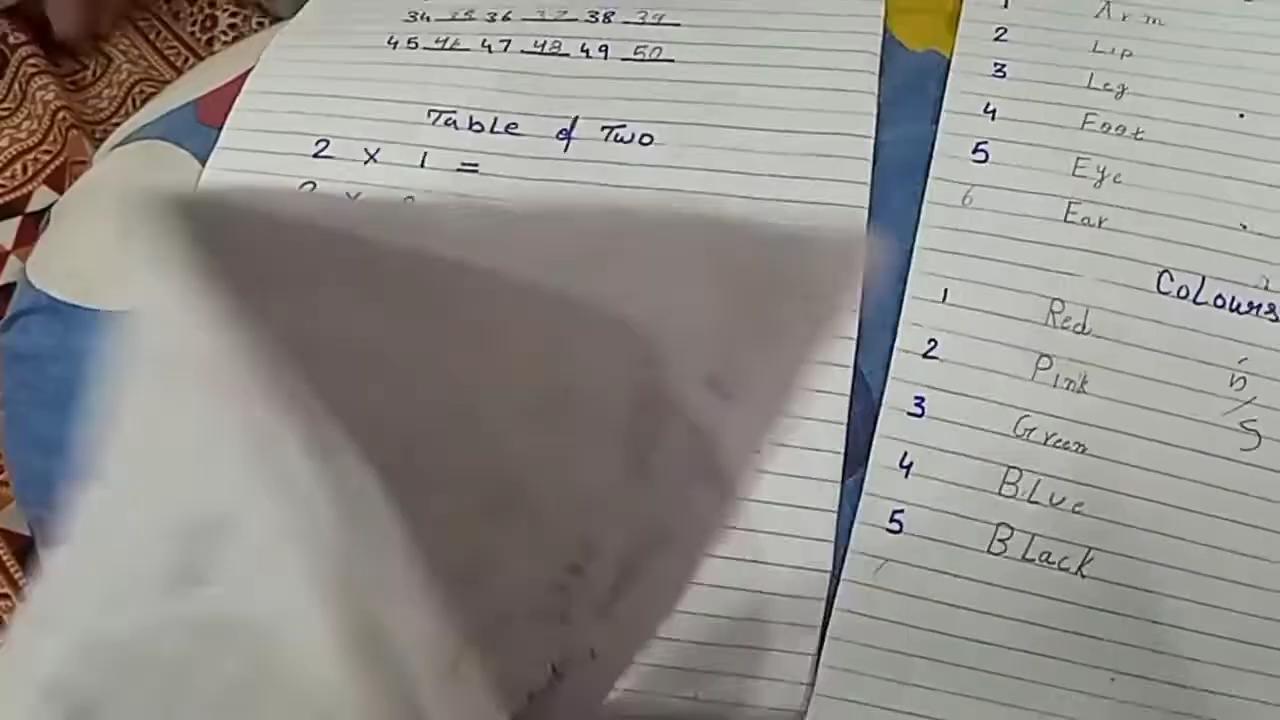 34 35 36 37 38 39
45 46 47 48 49 50
Table of Two
2 x 1 =
1 Arm
2 Lip
3 Leg
4 Foot
5 Eye
6 Ear
Colours
1 Red
2 Pink
3 Green
4 Blue
5 Black